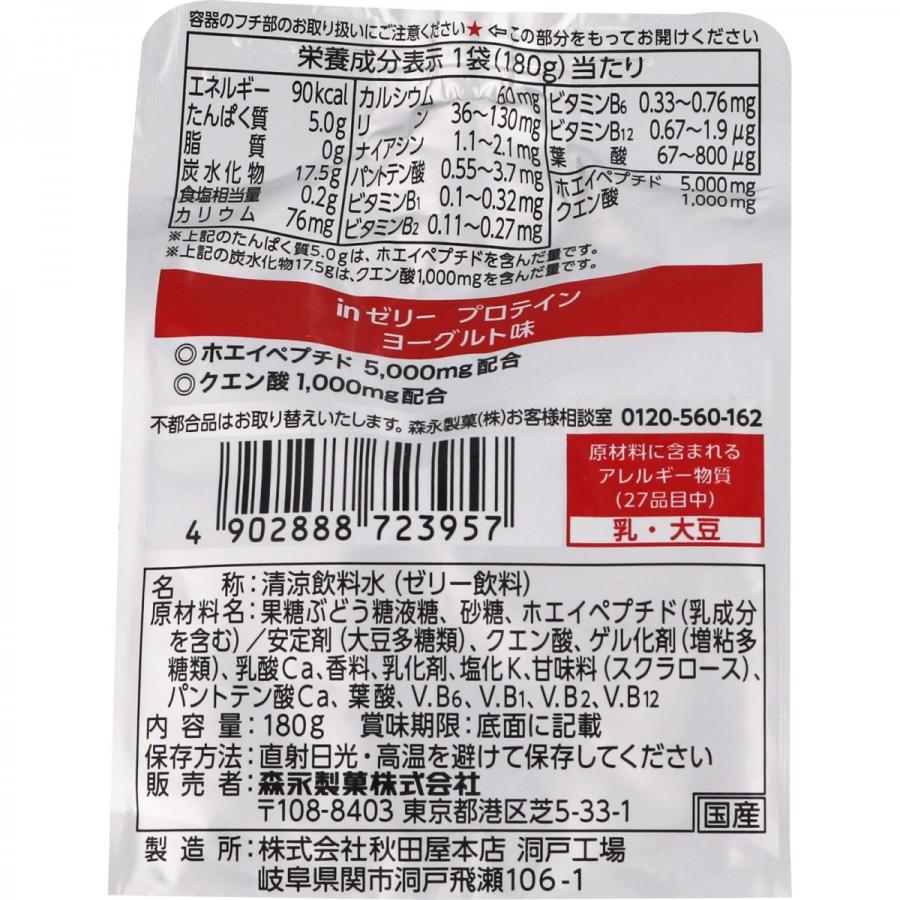 容器のフチ部のお取り扱いにご注意ください★⇦この部分をもってお開けください
栄養成分表示 1袋(180g)当たり
エネルギー 90kcal
たんぱく質 5.0g
脂質 0g
炭水化物 17.5g
食塩相当量 0.2g
カリウム 76mg
カルシウム 60mg
リン 36〜130mg
ナイアシン 1.1〜2.1mg
パントテン酸 0.55〜3.7mg
ビタミンB1 0.1〜0.32mg
ビタミンB2 0.11〜0.27mg
ビタミンB6 0.33〜0.76mg
ビタミンB12 0.67〜1.9μg
葉酸 67〜800μg
ホエイペプチド 5,000mg
クエン酸 1,000mg
※上記のたんぱく質5.0gは、ホエイペプチドを含んだ量です。
※上記の炭水化物17.5gは、クエン酸1,000mgを含んだ量です。
inゼリー プロテイン
ヨーグルト味
◎ホエイペプチド 5,000mg配合
◎クエン酸1,000mg配合
不都合品はお取り替えいたします。森永製菓(株)お客様相談室 0120-560-162
原材料に含まれる
アレルギー物質
(27品目中)
乳・大豆
4 902888 723957
名称:清涼飲料水(ゼリー飲料)
原材料名:果糖ぶどう糖液糖、砂糖、ホエイペプチド(乳成分
を含む)/安定剤(大豆多糖類)、クエン酸、ゲル化剤(増粘多
糖類)、乳酸Ca、香料、乳化剤、塩化K、甘味料(スクラロース)、
パントテン酸Ca、葉酸、V.B6、V.B1、V.B2、V.B12
内容量:180g 賞味期限:底面に記載
保存方法:直射日光・高温を避けて保存してください
販売者:森永製菓株式会社
〒108-8403 東京都港区芝5-33-1
国産
製造所:株式会社秋田屋本店 洞戸工場
岐阜県関市洞戸飛瀬106-1